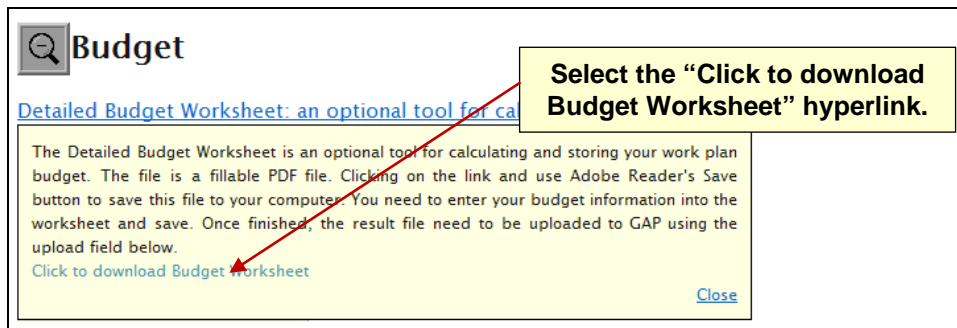 Budget
Select the “Click to download
Budget Worksheet” hyperlink.
Detailed Budget Worksheet: an optional tool for
The Detailed Budget Worksheet is an optional tool for calculating and storing your work plan
budget. The file is a fillable PDF file. Clicking on the link and use Adobe Reader's Save
button to save this file to your computer. You need to enter your budget information into the
worksheet and save. Once finished, the result file need to be uploaded to GAP using the
upload field below.
Click to download Budget Worksheet
Close